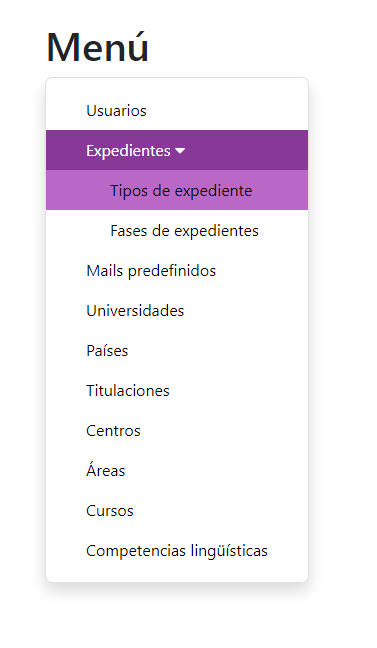 Menú
Usuarios
Expedientes
Tipos de expediente
Fases de expedientes
Mails predefinidos
Universidades
Países
Titulaciones
Centros
Áreas
Cursos
Competencias lingüísticas